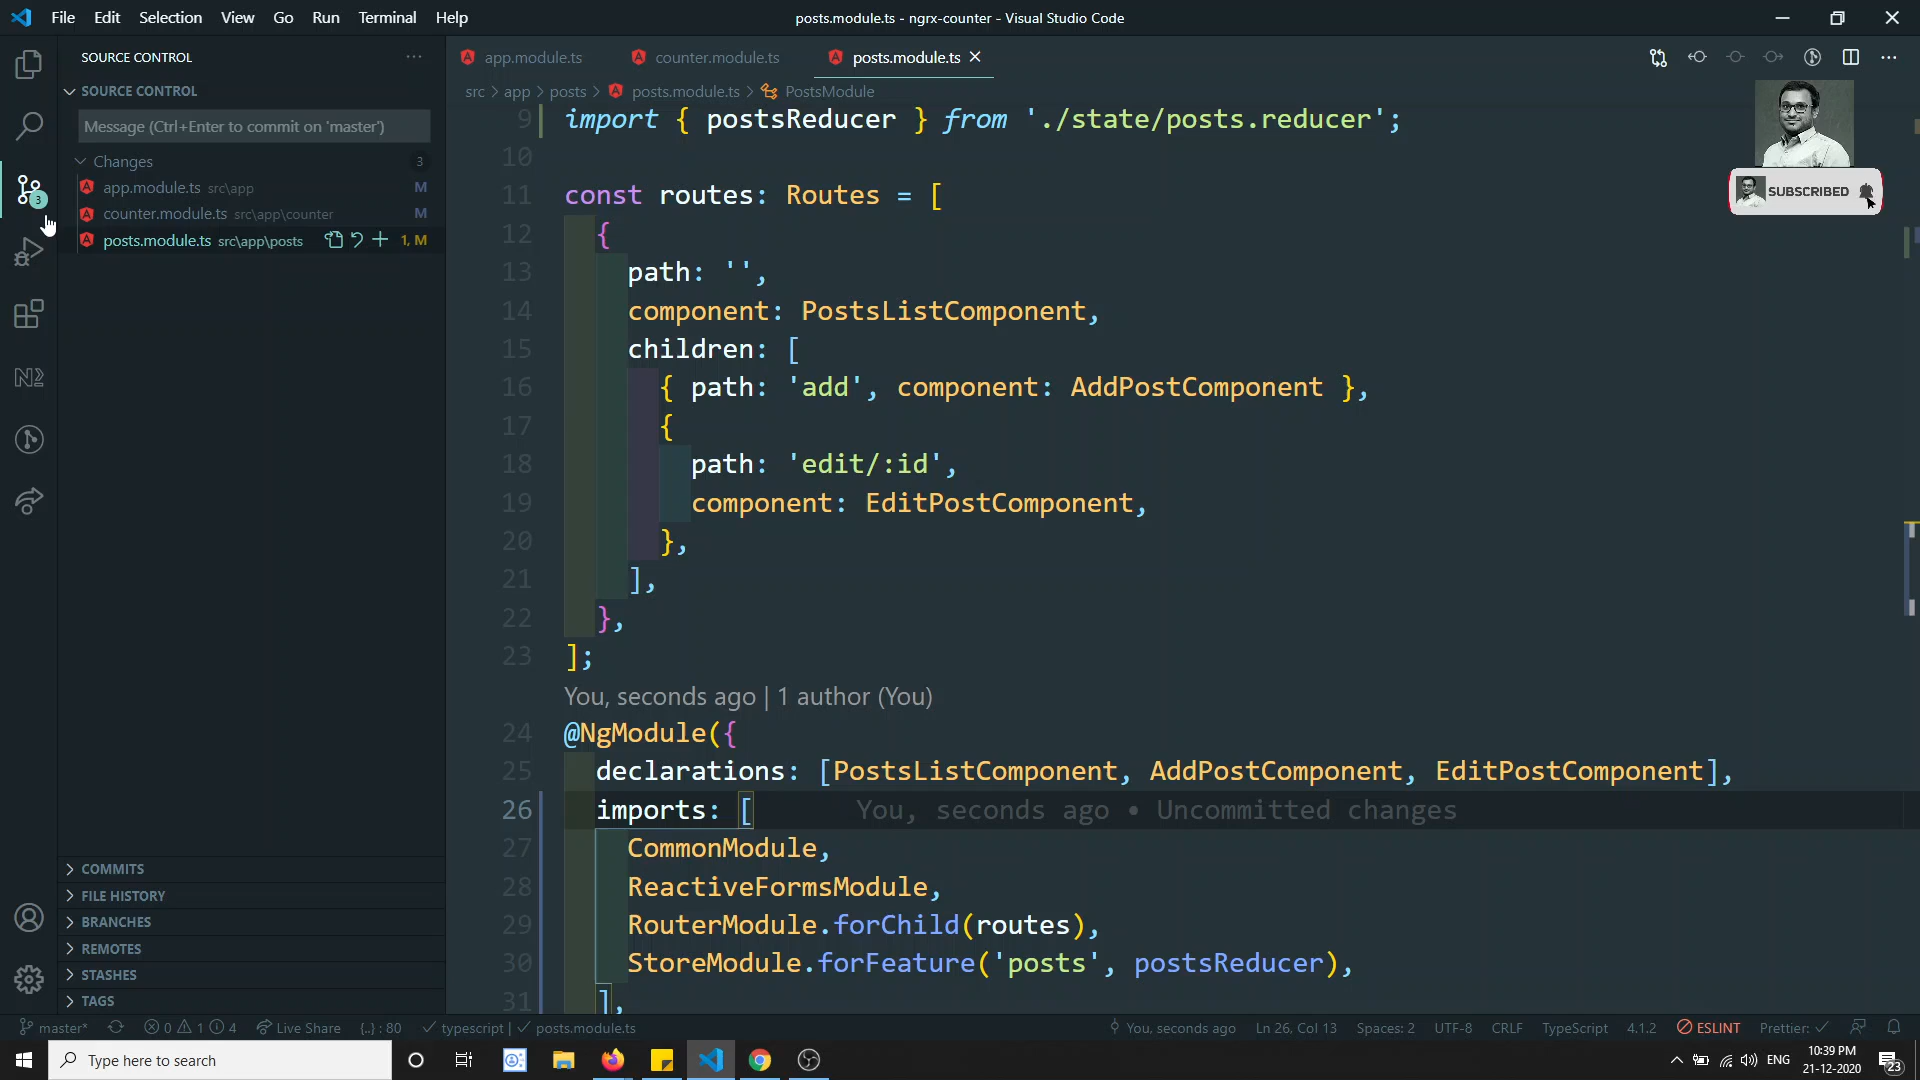 File Edit Selection View Go Run Terminal Help
posts.module.ts - ngrx-counter - Visual Studio Code
SOURCE CONTROL
app.module.ts counter.module.ts posts.module.ts
SOURCE CONTROL
src > app > posts > posts.module.ts > PostsModule
Message (Ctrl+Enter to commit on 'master')
Changes 3
app.module.ts src\app M
counter.module.ts src\app\counter M
posts.module.ts src\app\posts 1, M
3
SUBSCRIBED
9 import { postsReducer } from './state/posts.reducer';
10
11 const routes: Routes = [
12 {
13 path: '',
14 component: PostsListComponent,
15 children: [
16 { path: 'add', component: AddPostComponent },
17 {
18 path: 'edit/:id',
19 component: EditPostComponent,
20 },
21 ],
22 },
23 ];
You, seconds ago | 1 author (You)
24 @NgModule({
25 declarations: [PostsListComponent, AddPostComponent, EditPostComponent],
26 imports: [ You, seconds ago • Uncommitted changes
27 CommonModule,
28 ReactiveFormsModule,
29 RouterModule.forChild(routes),
30 StoreModule.forFeature('posts', postsReducer),
31 ],
COMMITS
FILE HISTORY
BRANCHES
REMOTES
STASHES
TAGS
master* 0 1 4 Live Share {..} : 80 typescript | posts.module.ts You, seconds ago Ln 26, Col 13 Spaces: 2 UTF-8 CRLF TypeScript 4.1.2 ESLINT Prettier:
Type here to search
ENG
10:39 PM
21-12-2020
23